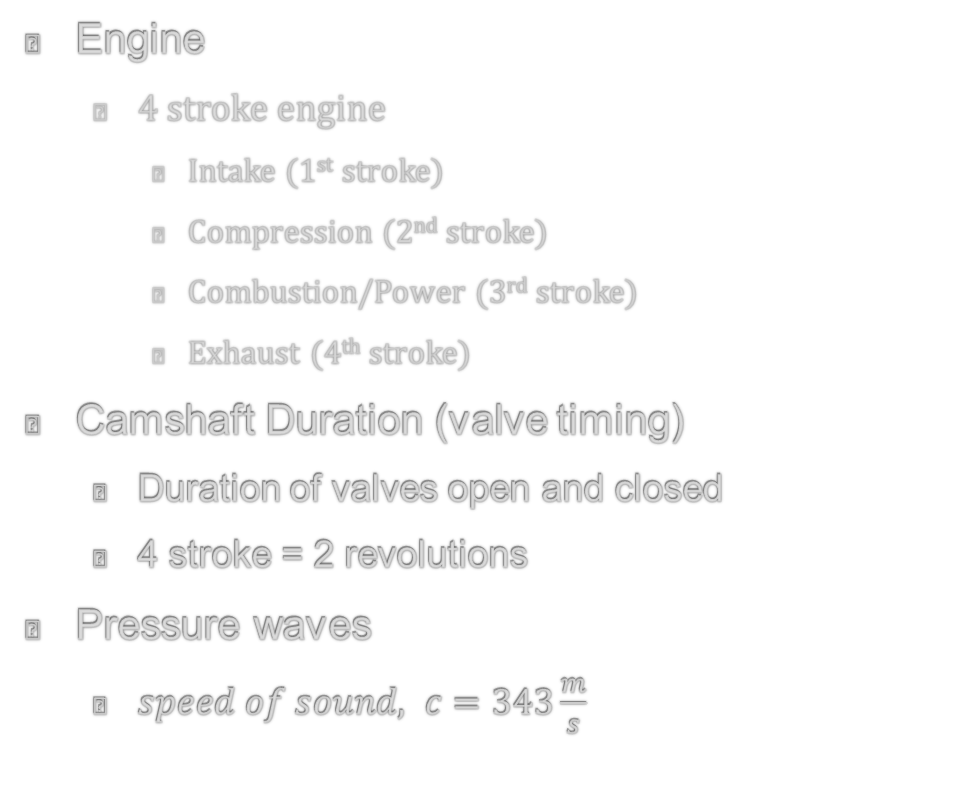 Engine
4 stroke engine
Intake (1st stroke)
Compression (2nd stroke)
Combustion/Power (3rd stroke)
Exhaust (4th stroke)
Camshaft Duration (valve timing)
Duration of valves open and closed
4 stroke = 2 revolutions
Pressure waves
speed of sound, c = 343 m/s